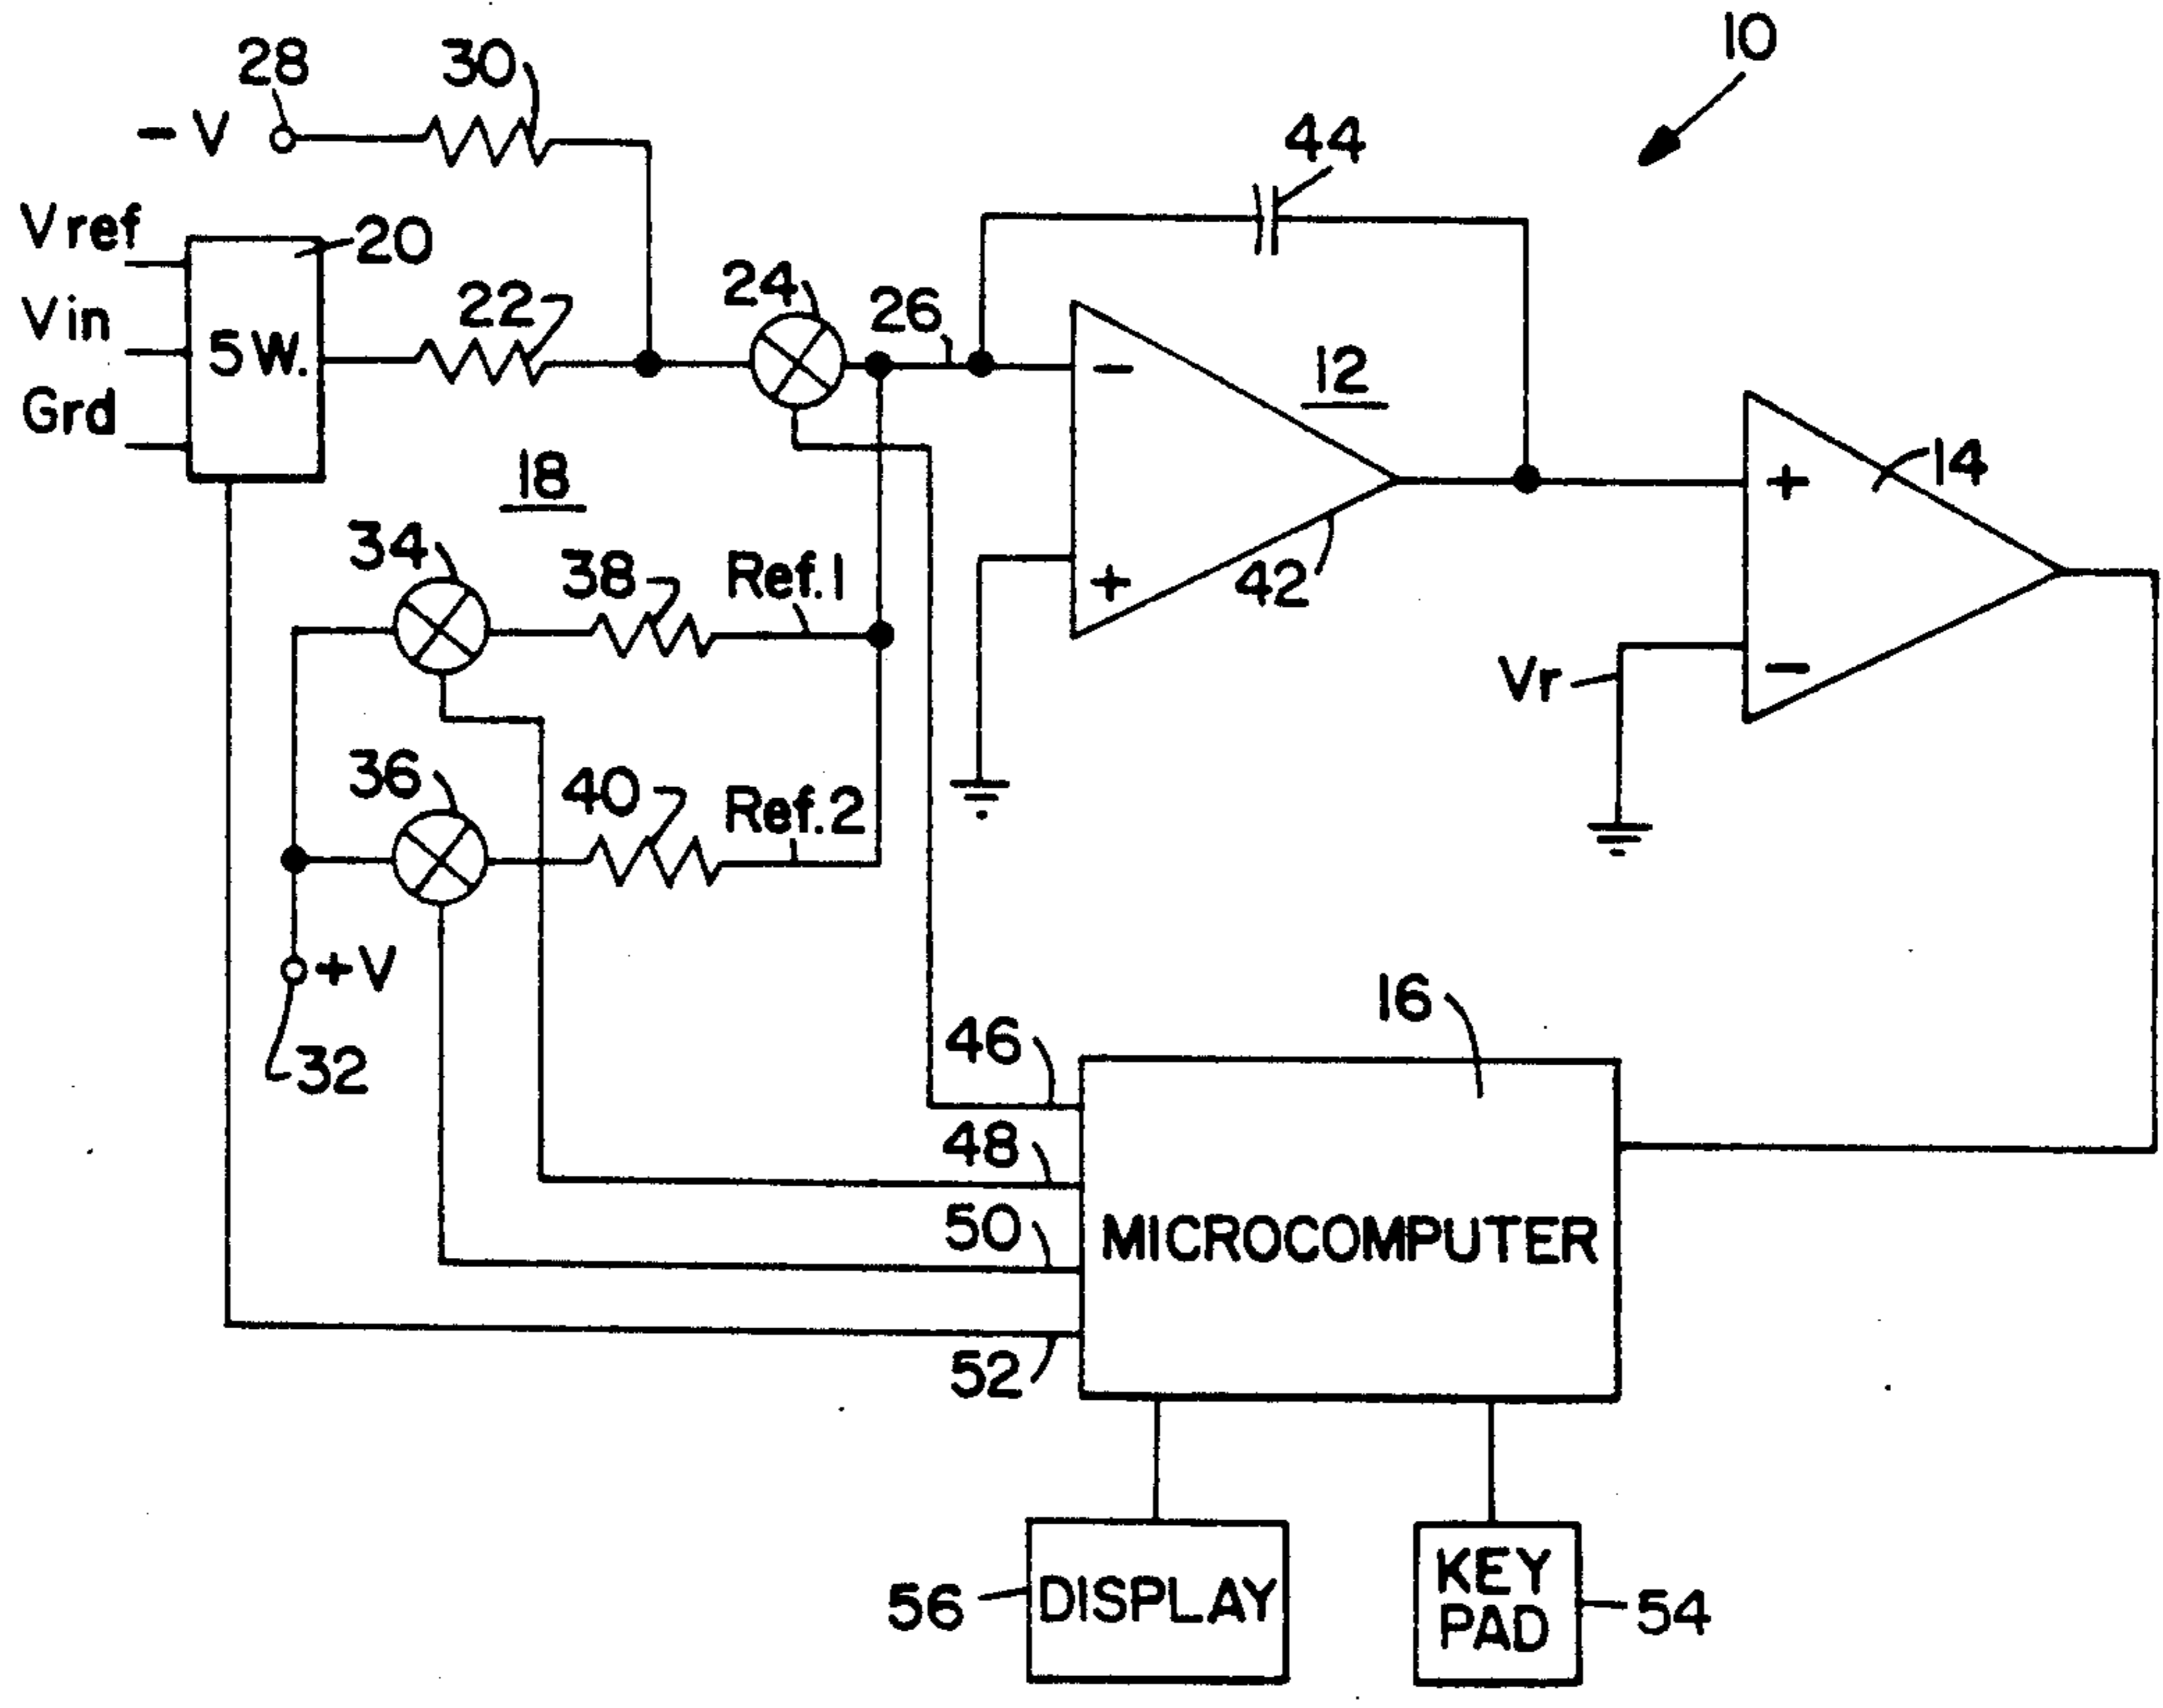 10
28
30
- V
44
Vref
20
24
Vin
22
26
SW.
12
-
Grd
18
14
+
34
38
Ref.1
+
42
Vr
-
36
40
Ref.2
+V
16
32
46
48
50
MICROCOMPUTER
52
KEY
PAD
56
DISPLAY
54